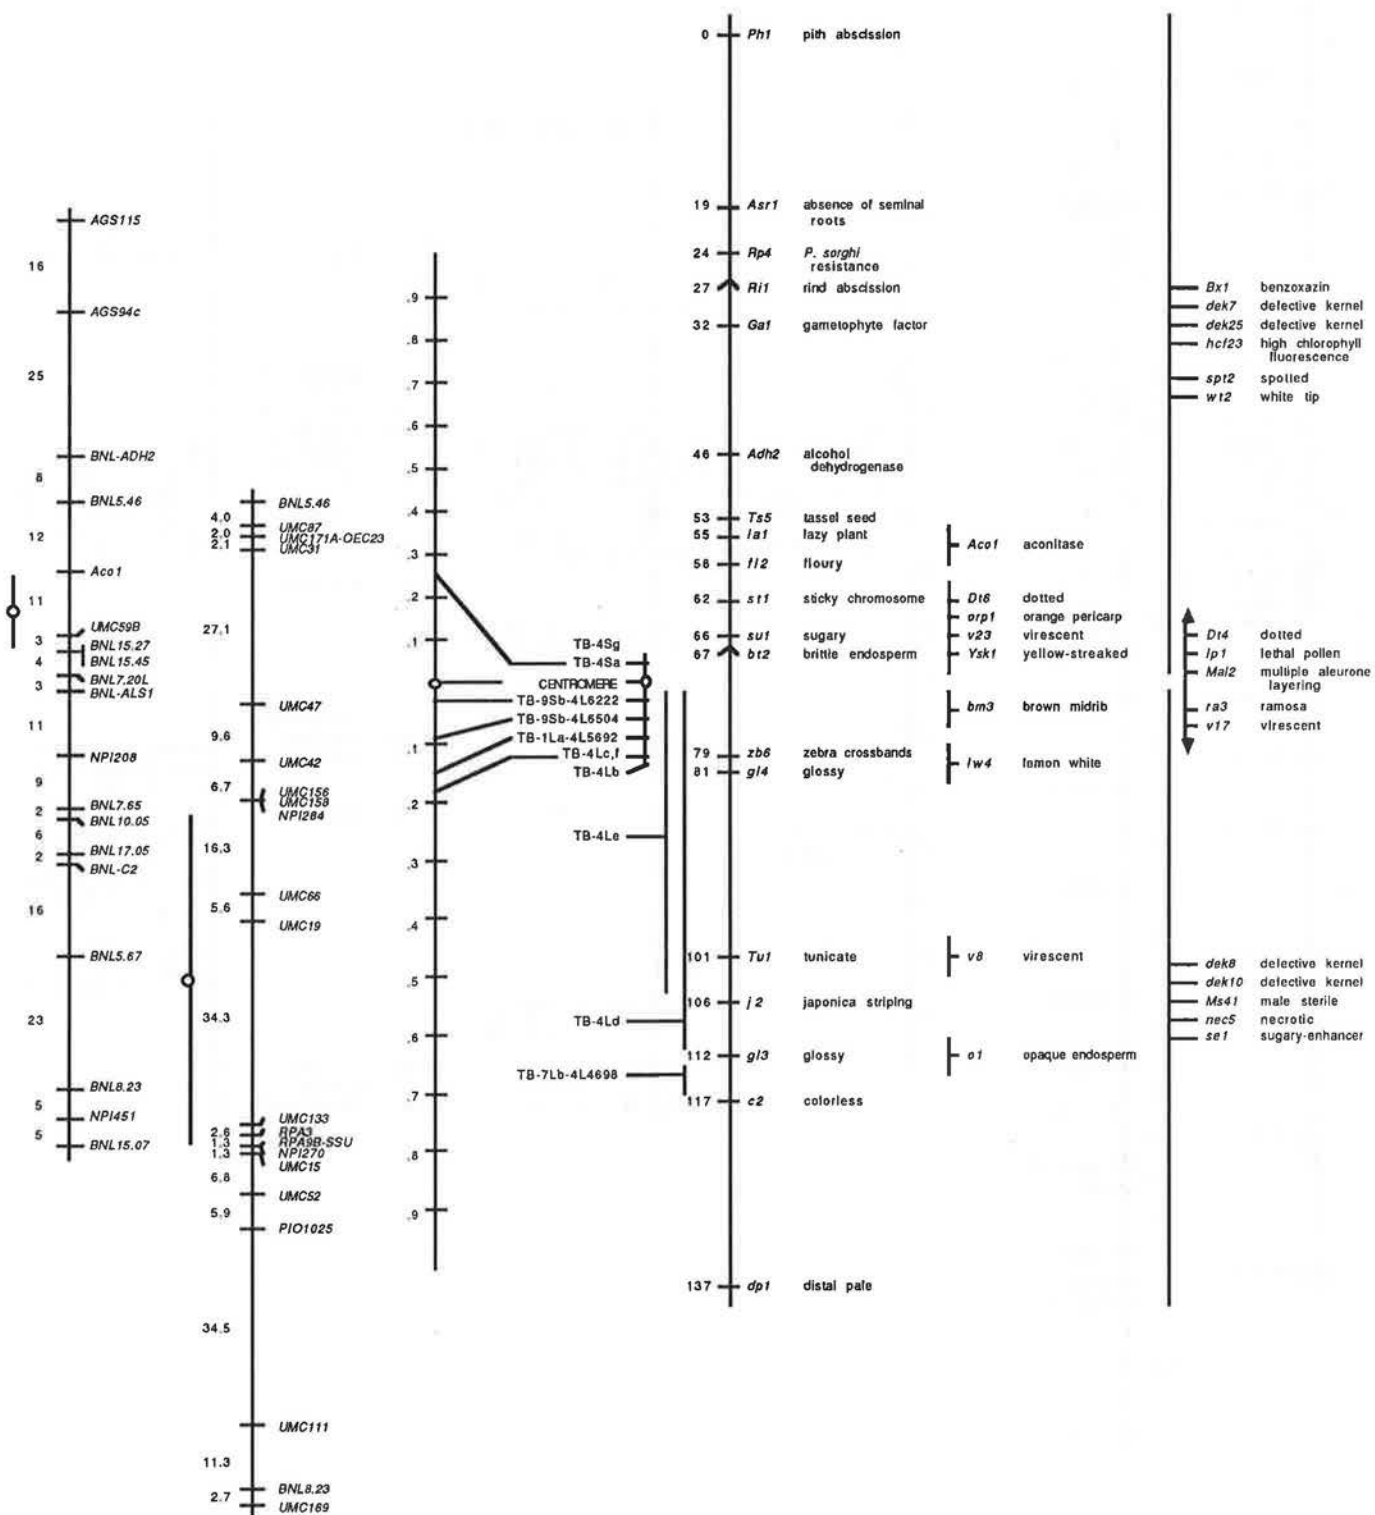 AGS115
16
AGS94c
25
BNL-ADH2
8
BNL5.46
12
Aco1
11
UMC59B
3
BNL15.27
4
BNL15.45
BNL7.20L
3
BNL-ALS1
11
NPI208
9
BNL7.65
2
BNL10.05
6
BNL17.05
2
BNL-C2
16
BNL5.67
23
BNL8.23
5
NPI451
5
BNL15.07
BNL5.46
4.0
UMC87
2.0
UMC171A-OEC23
2.1
UMC31
27.1
UMC47
9.6
UMC42
6.7
UMC156
UMC158
NPI284
16.3
UMC66
5.6
UMC19
34.3
UMC133
2.6
RPA3
1.3
RPA9B-SSU
1.3
NPI270
UMC15
6.8
UMC52
5.9
PIO1025
34.5
UMC111
11.3
BNL8.23
2.7
UMC169
.9
.8
.7
.6
.5
.4
.3
.2
.1
.1
.2
.3
.4
.5
.6
.7
.8
.9
TB-4Sg
TB-4Sa
CENTROMERE
TB-9Sb-4L6222
TB-9Sb-4L6504
TB-1La-4L5692
TB-4Lc,f
TB-4Lb
TB-4Le
TB-4Ld
TB-7Lb-4L4698
0 Ph1 pith abscission
19 Asr1 absence of seminal
roots
24 Rp4 P. sorghi
resistance
27 Ri1 rind abscission
32 Ga1 gametophyte factor
46 Adh2 alcohol
dehydrogenase
53 Ts5 tassel seed
55 la1 lazy plant
58 fl2 floury
62 st1 sticky chromosome
66 su1 sugary
67 bt2 brittle endosperm
79 zb6 zebra crossbands
81 gl4 glossy
101 Tu1 tunicate
106 j2 japonica striping
112 gl3 glossy
117 c2 colorless
137 dp1 distal pale
Aco1 aconitase
Dt6 dotted
orp1 orange pericarp
v23 virescent
Ysk1 yellow-streaked
bm3 brown midrib
lw4 lemon white
v8 virescent
o1 opaque endosperm
Bx1 benzoxazin
dek7 defective kernel
dek25 defective kernel
hcf23 high chlorophyll
fluorescence
spt2 spotted
wt2 white tip
Dt4 dotted
lp1 lethal pollen
Mal2 multiple aleurone
layering
ra3 ramosa
v17 virescent
dek8 defective kernel
dek10 defective kernel
Ms41 male sterile
nec5 necrotic
se1 sugary-enhancer